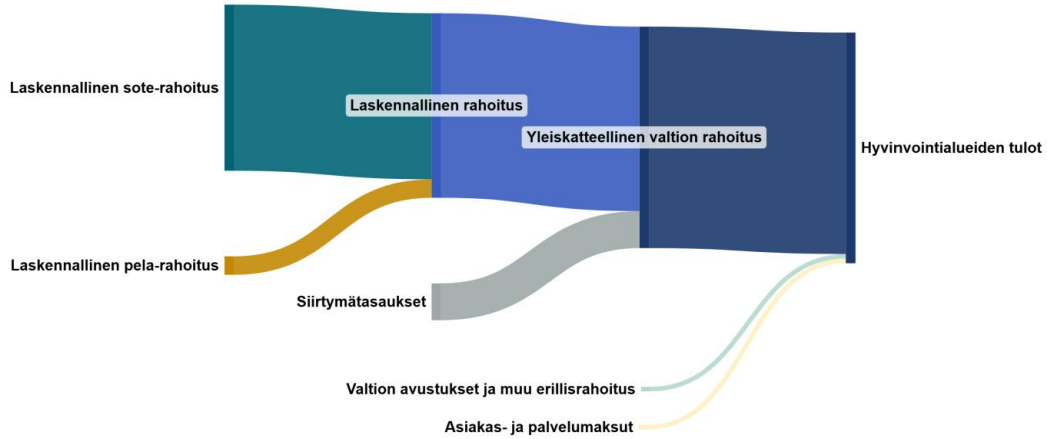 Laskennallinen sote-rahoitus
Laskennallinen rahoitus
Yleiskatteellinen valtion rahoitus
Hyvinvointialueiden tulot
Laskennallinen pela-rahoitus
Siirtymätasaukset
Valtion avustukset ja muu erillisrahoitus
Asiakas- ja palvelumaksut